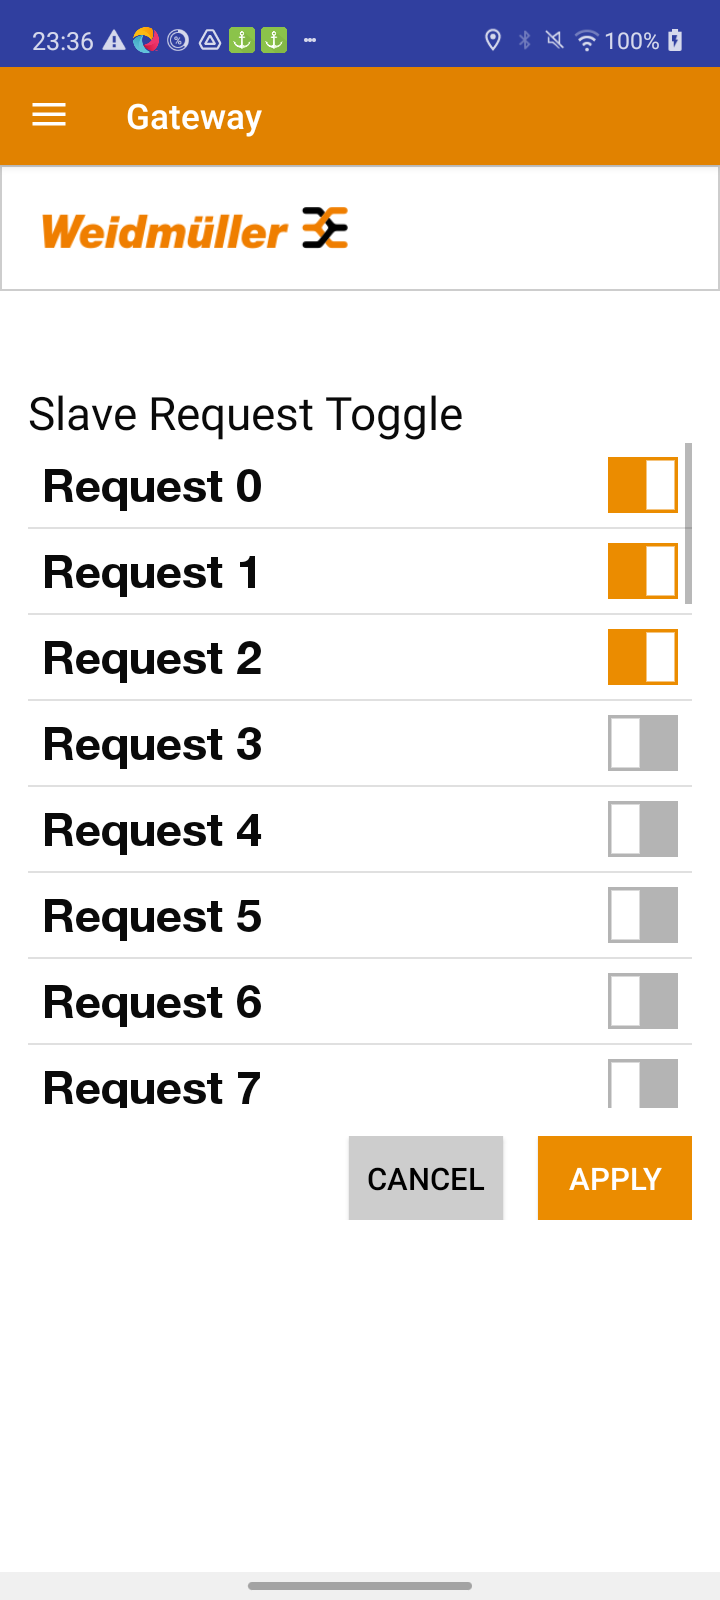 23:36 100%
Gateway
Weidmüller
Slave Request Toggle
Request 0
Request 1
Request 2
Request 3
Request 4
Request 5
Request 6
Request 7
CANCEL APPLY